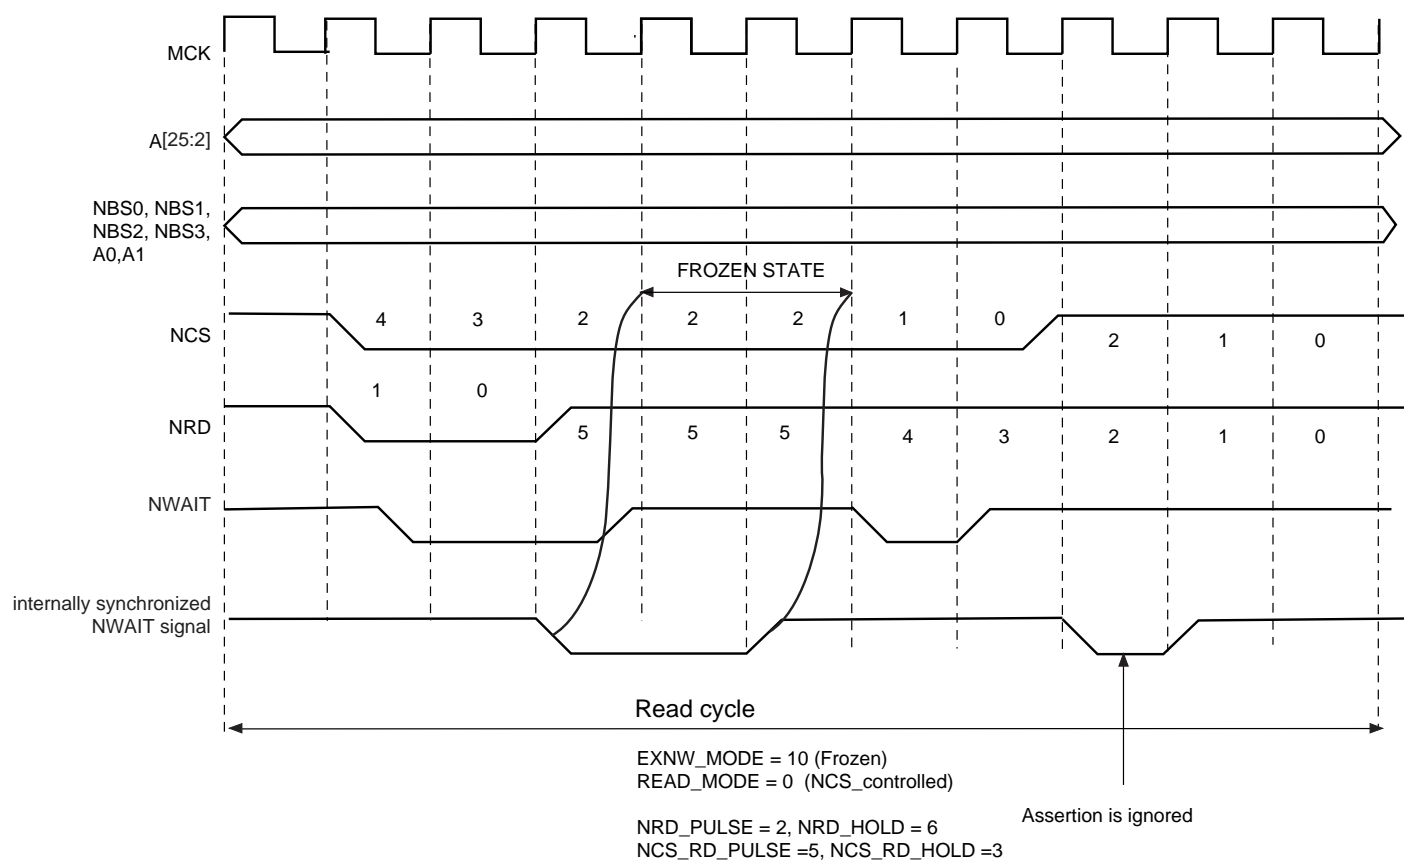 MCK
A[25:2]
NBS0, NBS1,
NBS2, NBS3,
A0,A1
FROZEN STATE
NCS
4 3 2 2 2 1 0
2 1 0
1 0
NRD
5 5 5 4 3 2 1 0
NWAIT
internally synchronized
NWAIT signal
Read cycle
EXNW_MODE = 10 (Frozen)
READ_MODE = 0 (NCS_controlled)
Assertion is ignored
NRD_PULSE = 2, NRD_HOLD = 6
NCS_RD_PULSE =5, NCS_RD_HOLD =3